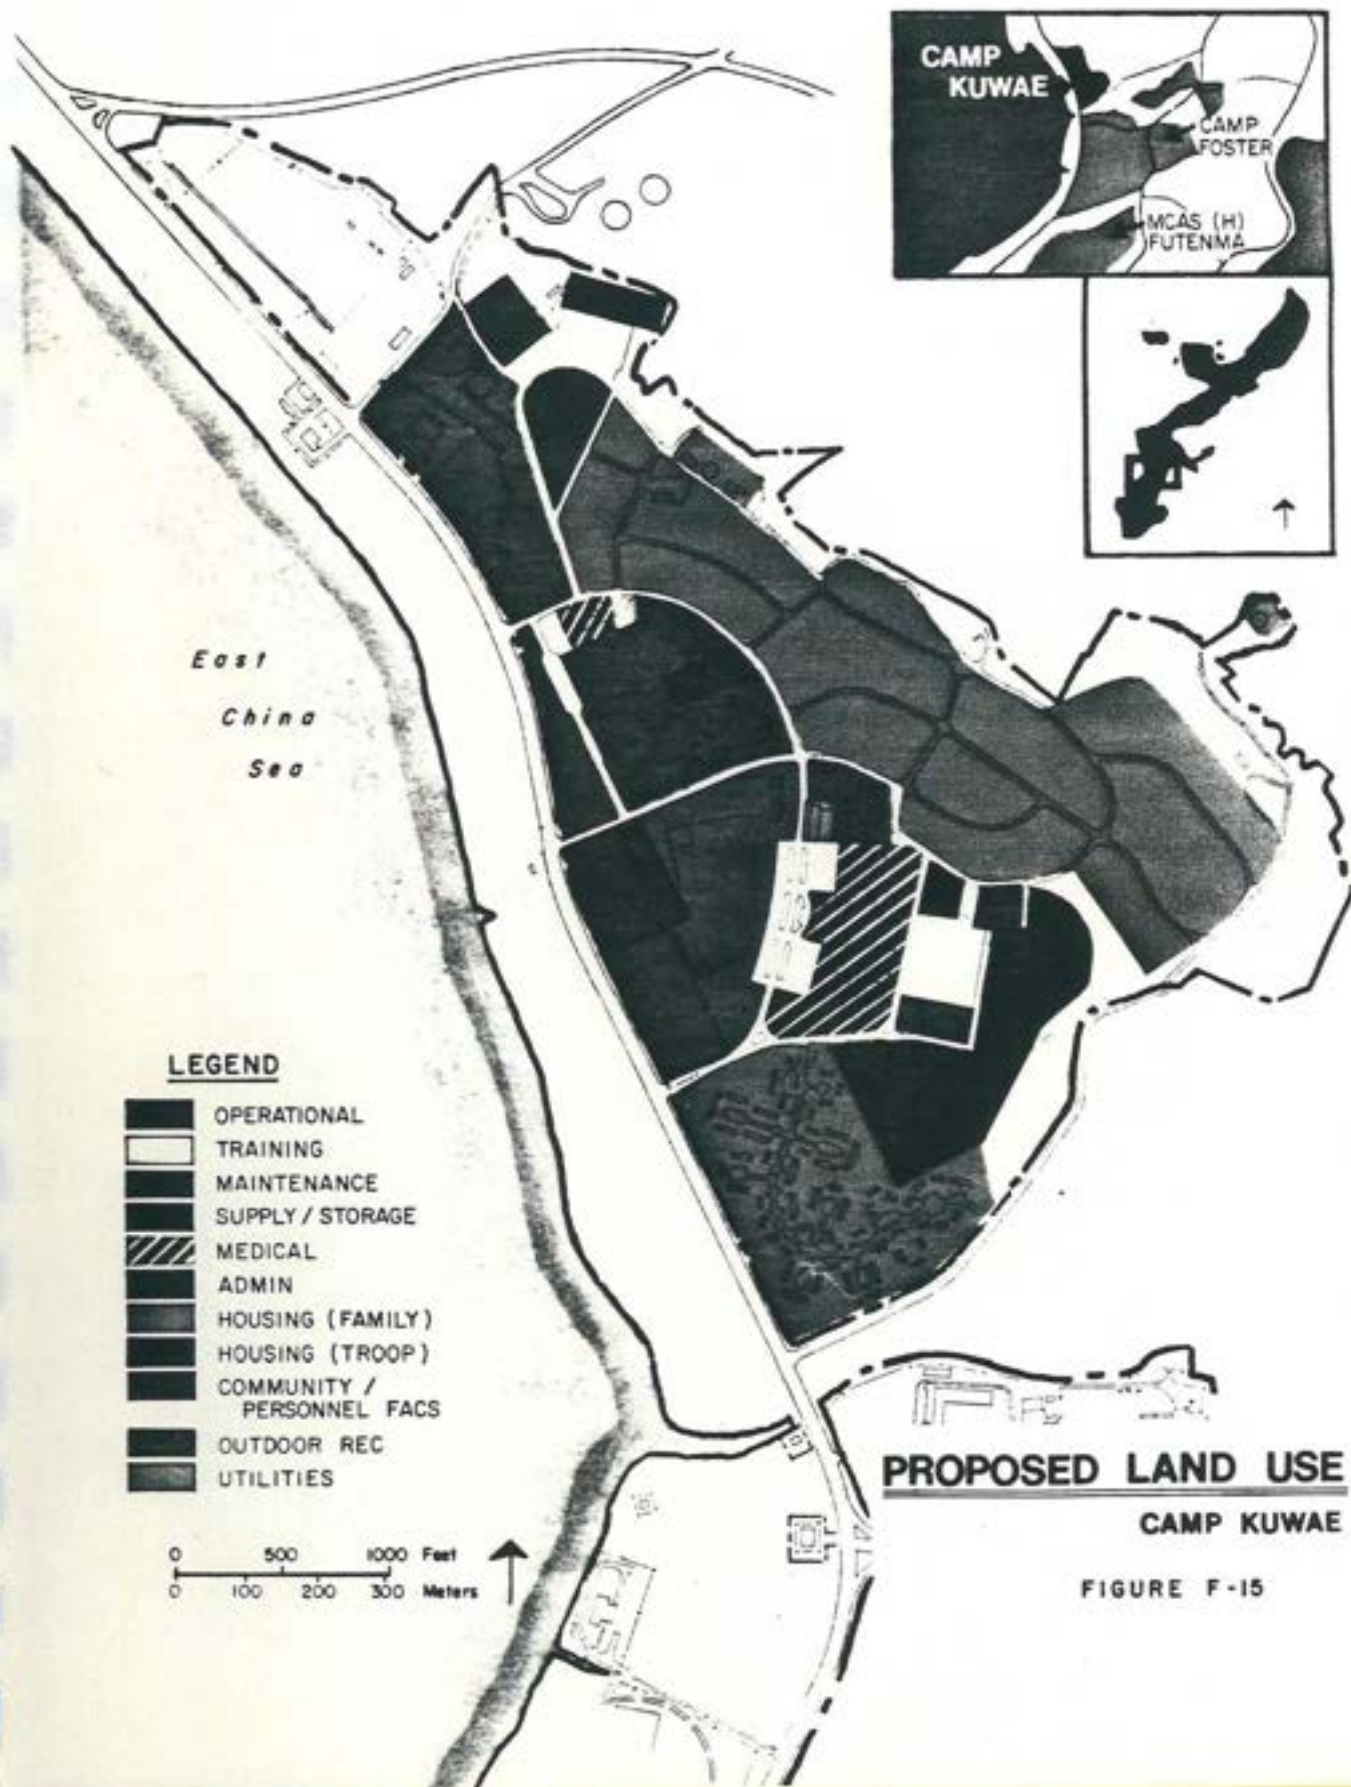 CAMP
KUWAE
CAMP
FOSTER
MCAS (H)
FUTENMA
East
China
Sea
LEGEND
OPERATIONAL
TRAINING
MAINTENANCE
SUPPLY / STORAGE
MEDICAL
ADMIN
HOUSING (FAMILY)
HOUSING (TROOP)
COMMUNITY /
PERSONNEL FACS
OUTDOOR REC
UTILITIES
0 500 1000 Feet
0 100 200 300 Meters
PROPOSED LAND USE
CAMP KUWAE
FIGURE F-15